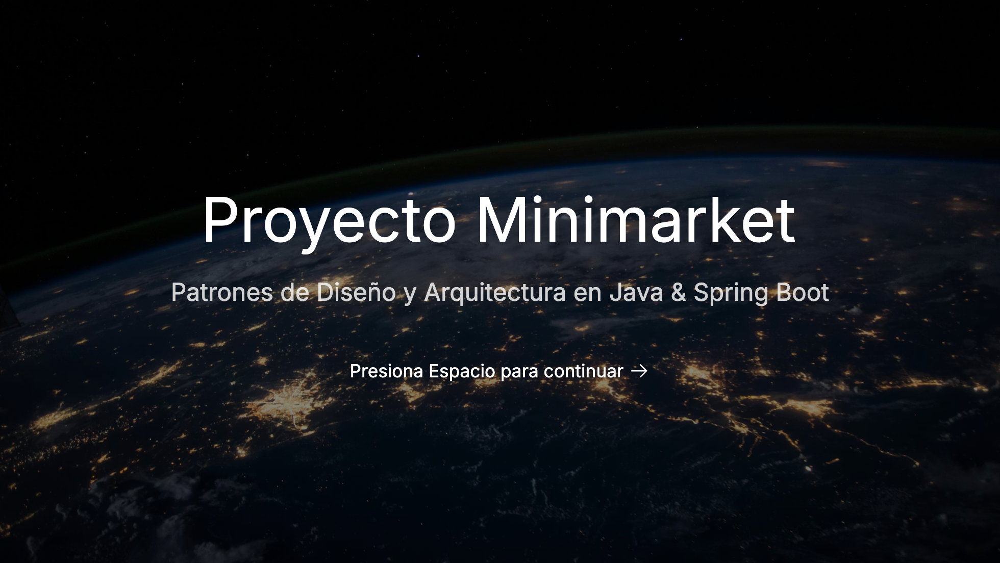 Proyecto Minimarket
Patrones de Diseño y Arquitectura en Java & Spring Boot
Presiona Espacio para continuar →